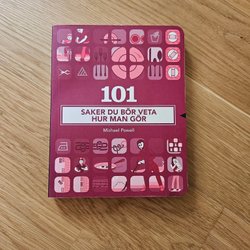 101
SAKER DU BÖR VETA
HUR MAN GÖR
Michael Powell